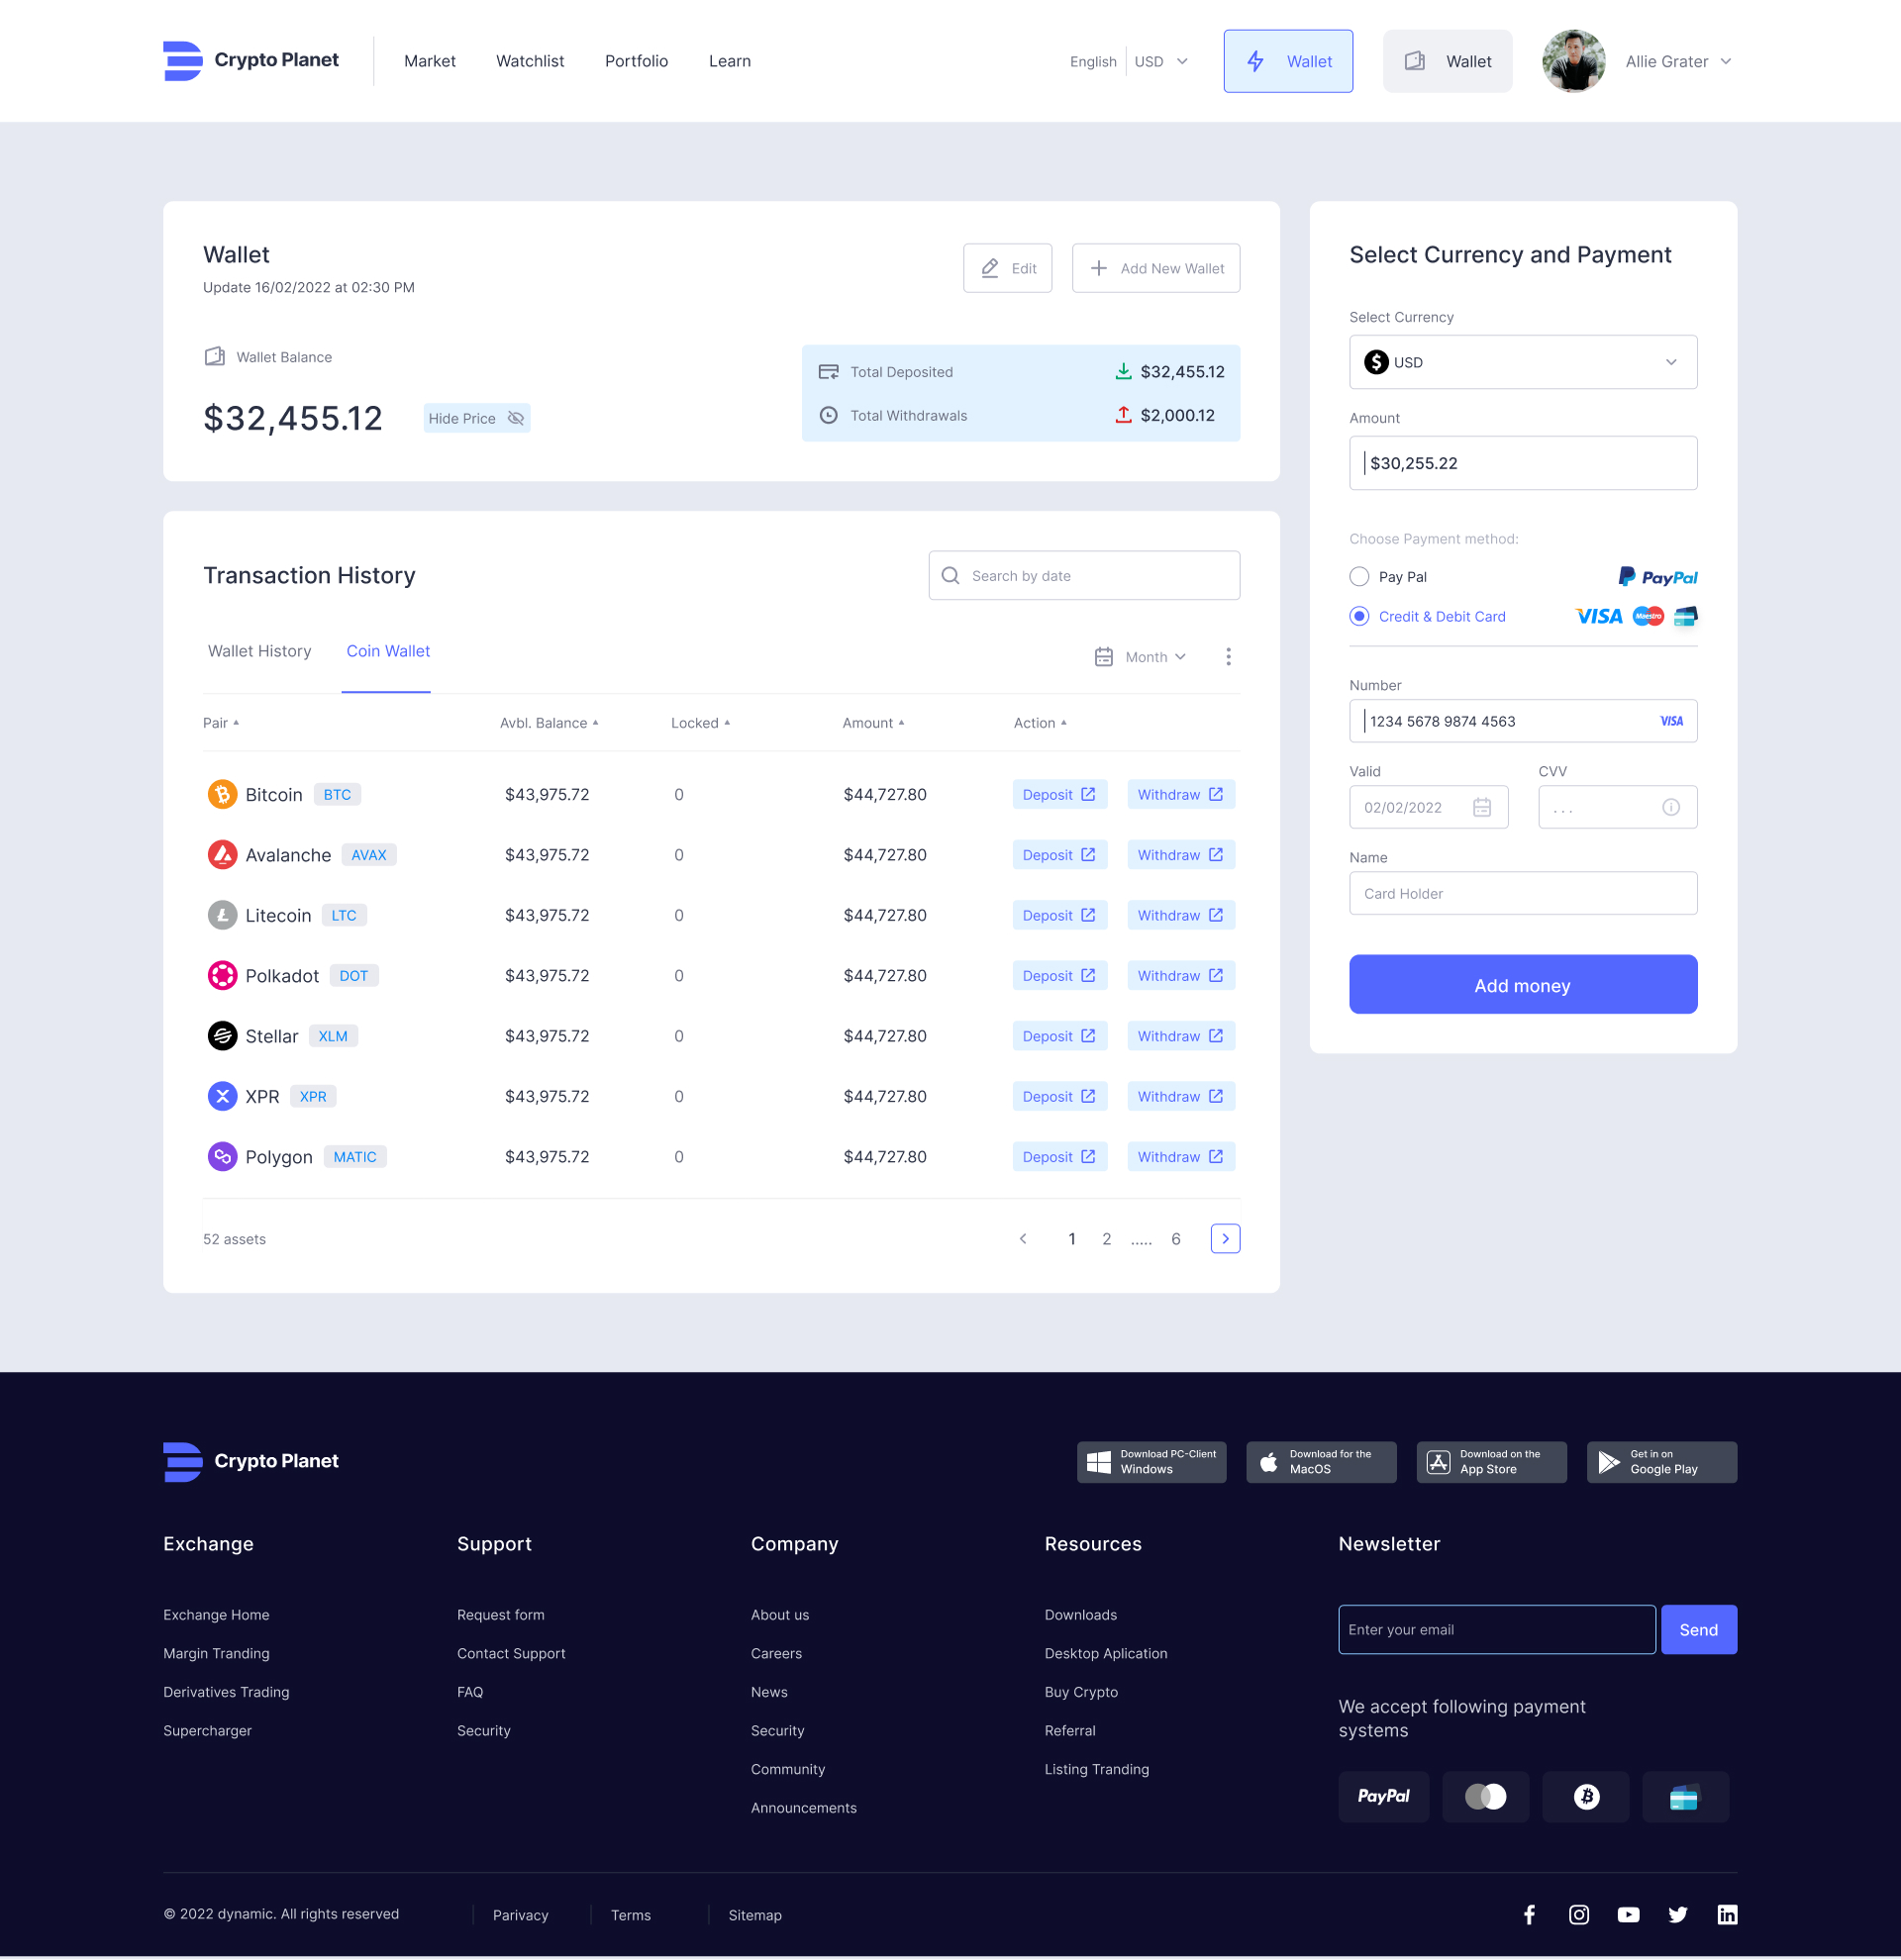 Crypto Planet
Market Watchlist Portfolio Learn
English USD
Wallet
Wallet
Allie Grater
Wallet
Update 16/02/2022 at 02:30 PM
Edit
Add New Wallet
Wallet Balance
$32,455.12
Hide Price
Total Deposited $32,455.12
Total Withdrawals $2,000.12
Transaction History
Search by date
Wallet History Coin Wallet
Month
Pair Avbl. Balance Locked Amount Action
Bitcoin BTC $43,975.72 0 $44,727.80 Deposit Withdraw
Avalanche AVAX $43,975.72 0 $44,727.80 Deposit Withdraw
Litecoin LTC $43,975.72 0 $44,727.80 Deposit Withdraw
Polkadot DOT $43,975.72 0 $44,727.80 Deposit Withdraw
Stellar XLM $43,975.72 0 $44,727.80 Deposit Withdraw
XPR XPR $43,975.72 0 $44,727.80 Deposit Withdraw
Polygon MATIC $43,975.72 0 $44,727.80 Deposit Withdraw
52 assets
1 2 ..... 6
Select Currency and Payment
Select Currency
$ USD
Amount
$30,255.22
Choose Payment method:
Pay Pal PayPal
Credit & Debit Card VISA Maestro
Number
1234 5678 9874 4563 VISA
Valid CVV
02/02/2022 . . .
Name
Card Holder
Add money
Crypto Planet
Download PC-Client
Windows
Download for the
MacOS
Download on the
App Store
Get in on
Google Play
Exchange
Exchange Home
Margin Tranding
Derivatives Trading
Supercharger
Support
Request form
Contact Support
FAQ
Security
Company
About us
Careers
News
Security
Community
Announcements
Resources
Downloads
Desktop Aplication
Buy Crypto
Referral
Listing Tranding
Newsletter
Enter your email
Send
We accept following payment
systems
PayPal
© 2022 dynamic. All rights reserved
Parivacy
Terms
Sitemap